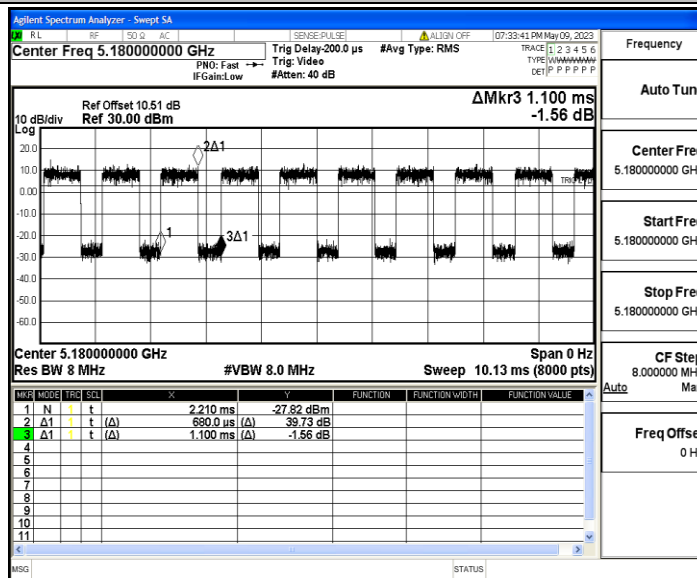 Agilent Spectrum Analyzer - Swept SA
RL RF 50 Ω AC SENSE:PULSE ALIGN OFF 07:33:41 PM May 09, 2023
Center Freq 5.180000000 GHz
PNO: Fast
IFGain:Low
Trig Delay-200.0 µs
Trig: Video
#Atten: 40 dB
#Avg Type: RMS
TRACE 1 2 3 4 5 6
TYPE
DET P P P P P P
Ref Offset 10.51 dB
10 dB/div Ref 30.00 dBm
Log
ΔMkr3 1.100 ms
-1.56 dB
20.0
10.0
0.00
-10.0
-20.0
-30.0
-40.0
-50.0
-60.0
2Δ1
1
3Δ1
Center 5.180000000 GHz Span 0 Hz
Res BW 8 MHz #VBW 8.0 MHz Sweep 10.13 ms (8000 pts)
MKR MODE TRC SCL X Y FUNCTION FUNCTION WIDTH FUNCTION VALUE
1 N t 2.210 ms -27.82 dBm
2 Δ1 t (Δ) 680.0 µs (Δ) 39.73 dB
3 Δ1 t (Δ) 1.100 ms (Δ) -1.56 dB
4
5
6
7
8
9
10
11
MSG STATUS
Frequency
Auto Tun
Center Fre
5.180000000 GH
Start Fre
5.180000000 GH
Stop Fre
5.180000000 GH
CF Ste
8.000000 MH
Auto Ma
Freq Offse
0 H